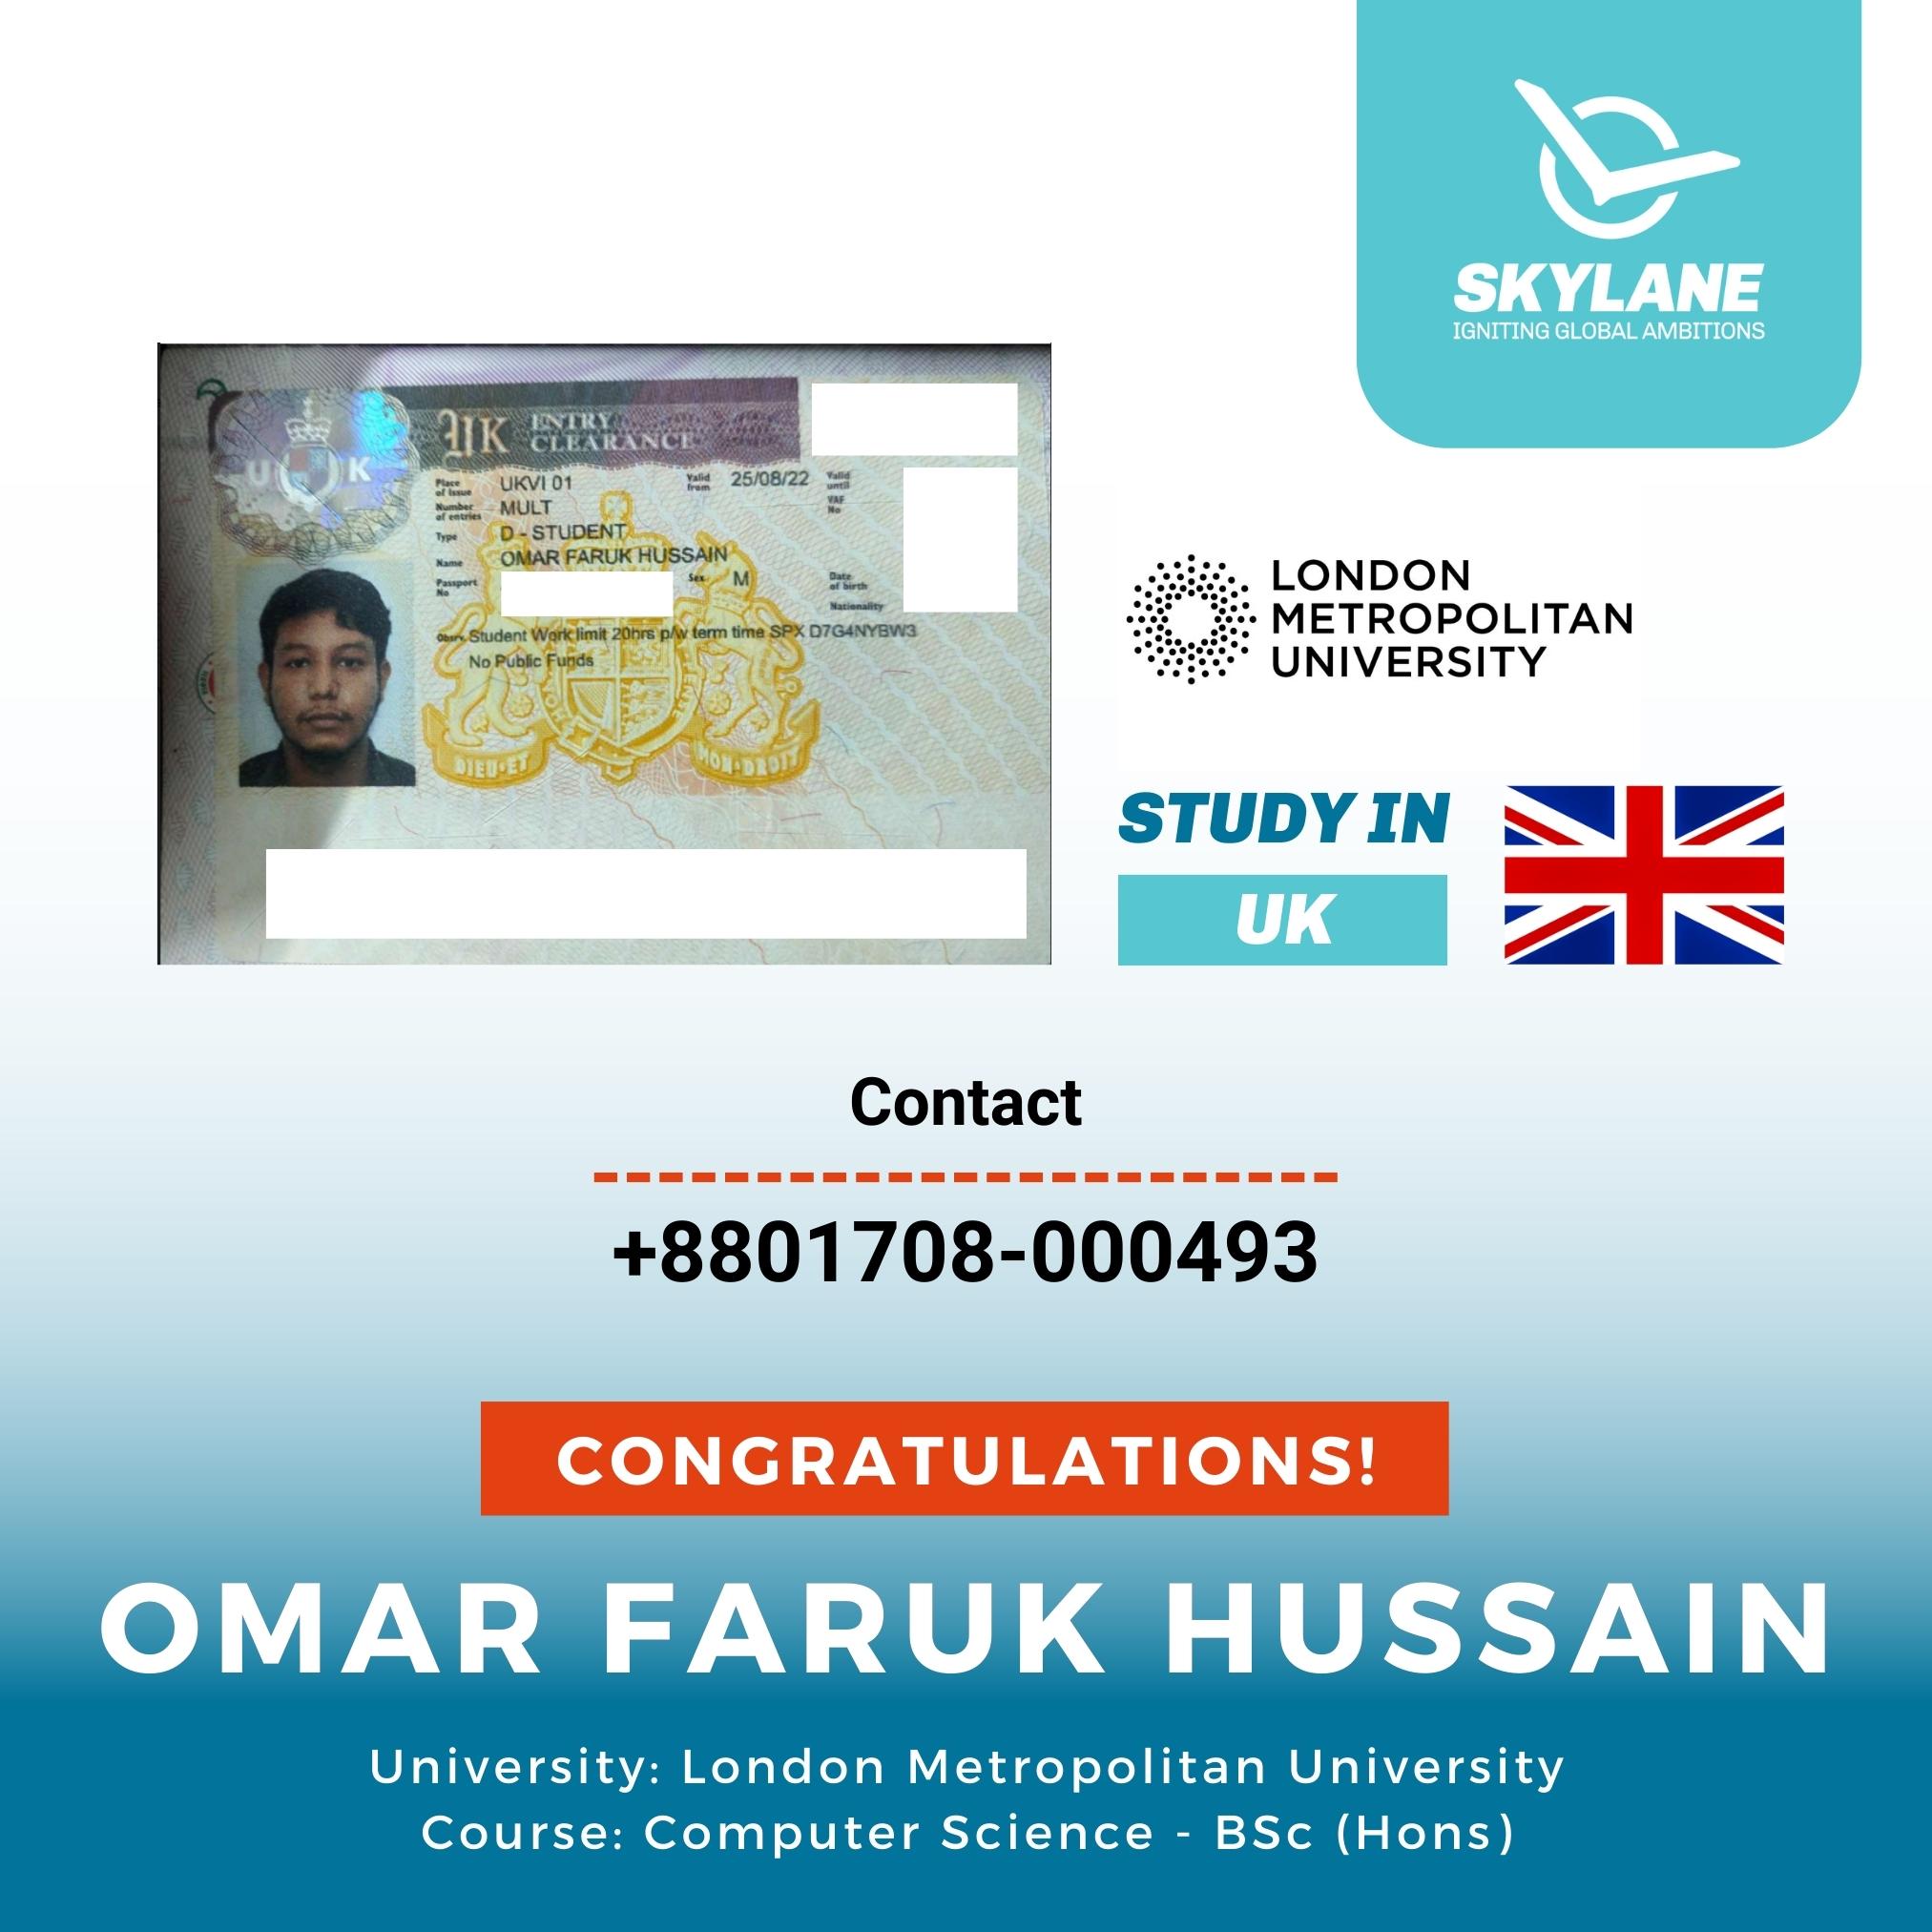 SKYLANE
IGNITING GLOBAL AMBITIONS
U K
UK ENTRY CLEARANCE
Place of Issue UKVI 01 Valid from 25/08/22 Valid until
Number of entries MULT VAF No
Type D - STUDENT
Name OMAR FARUK HUSSAIN
Passport No Sex M Date of birth
Nationality
Observ. Student Work limit 20hrs p/w term time SPX D7G4NYBW3
No Public Funds
DIEU·ET MON·DROIT
LONDON
METROPOLITAN
UNIVERSITY
STUDY IN
UK
Contact
+8801708-000493
CONGRATULATIONS!
OMAR FARUK HUSSAIN
University: London Metropolitan University
Course: Computer Science - BSc (Hons)